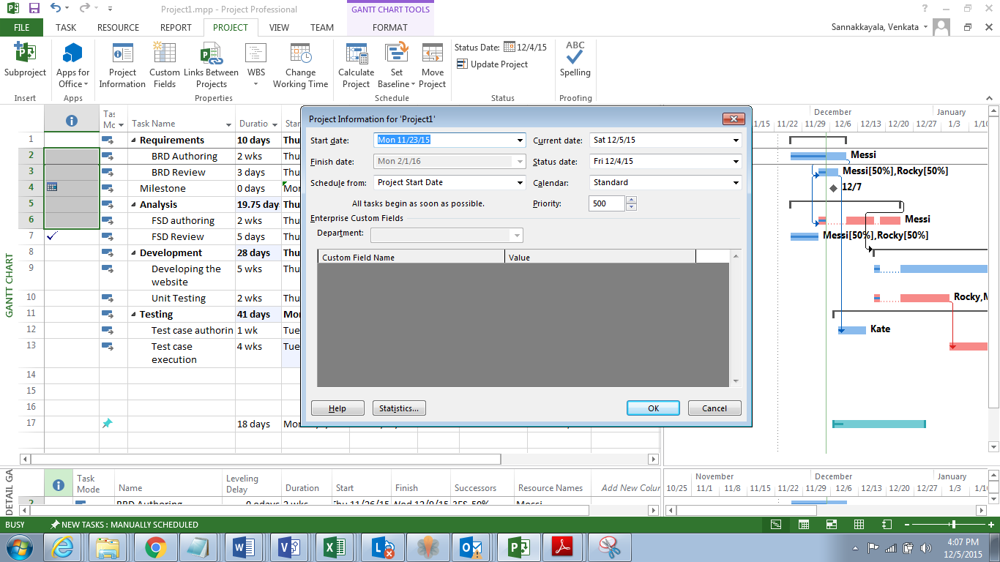 Project1.mpp - Project Professional
GANTT CHART TOOLS
FILE TASK RESOURCE REPORT PROJECT VIEW TEAM FORMAT
Sannakkayala, Venkata
Subproject
Apps for Office
Project Information
Custom Fields
Links Between Projects
WBS
Change Working Time
Calculate Project
Set Baseline
Move Project
Status Date: 12/4/15
Update Project
ABC
Spelling
Insert Apps Properties Schedule Status Proofing
Task Name Duratio
1 Requirements 10 days Thu
2 BRD Authoring 2 wks Thu
3 BRD Review 3 days Thu
4 Milestone 0 days Mo
5 Analysis 19.75 day Thu
6 FSD authoring 2 wks Thu
7 FSD Review 5 days Thu
8 Development 28 days Thu
9 Developing the website 5 wks Thu
10 Unit Testing 2 wks Thu
11 Testing 41 days Mo
12 Test case authorin 1 wk Tue
13 Test case execution 4 wks Tue
14
15
16
17 18 days
GANTT CHART
Project Information for 'Project1'
Start date: Mon 11/23/15
Current date: Sat 12/5/15
Finish date: Mon 2/1/16
Status date: Fri 12/4/15
Schedule from: Project Start Date
Calendar: Standard
All tasks begin as soon as possible.
Priority: 500
Enterprise Custom Fields
Department:
Custom Field Name Value
Help Statistics... OK Cancel
December January
11/15 11/22 11/29 12/6 12/13 12/20 12/27 1/3 1/10
Messi
Messi[50%],Rocky[50%]
12/7
Messi
Messi[50%],Rocky[50%]
Rocky,M
Kate
DETAIL GA
Task Mode Name Leveling Delay Duration Start Finish Successors Resource Names Add New Colur
2 BRD Authoring 0 edays 2 wks Thu 11/26/15 Wed 12/9/15 3FS-50% Messi
November December January
10/25 11/1 11/8 11/15 11/22 11/29 12/6 12/13 12/20 12/27 1/3 1/10
BUSY NEW TASKS : MANUALLY SCHEDULED
4:07 PM
12/5/2015